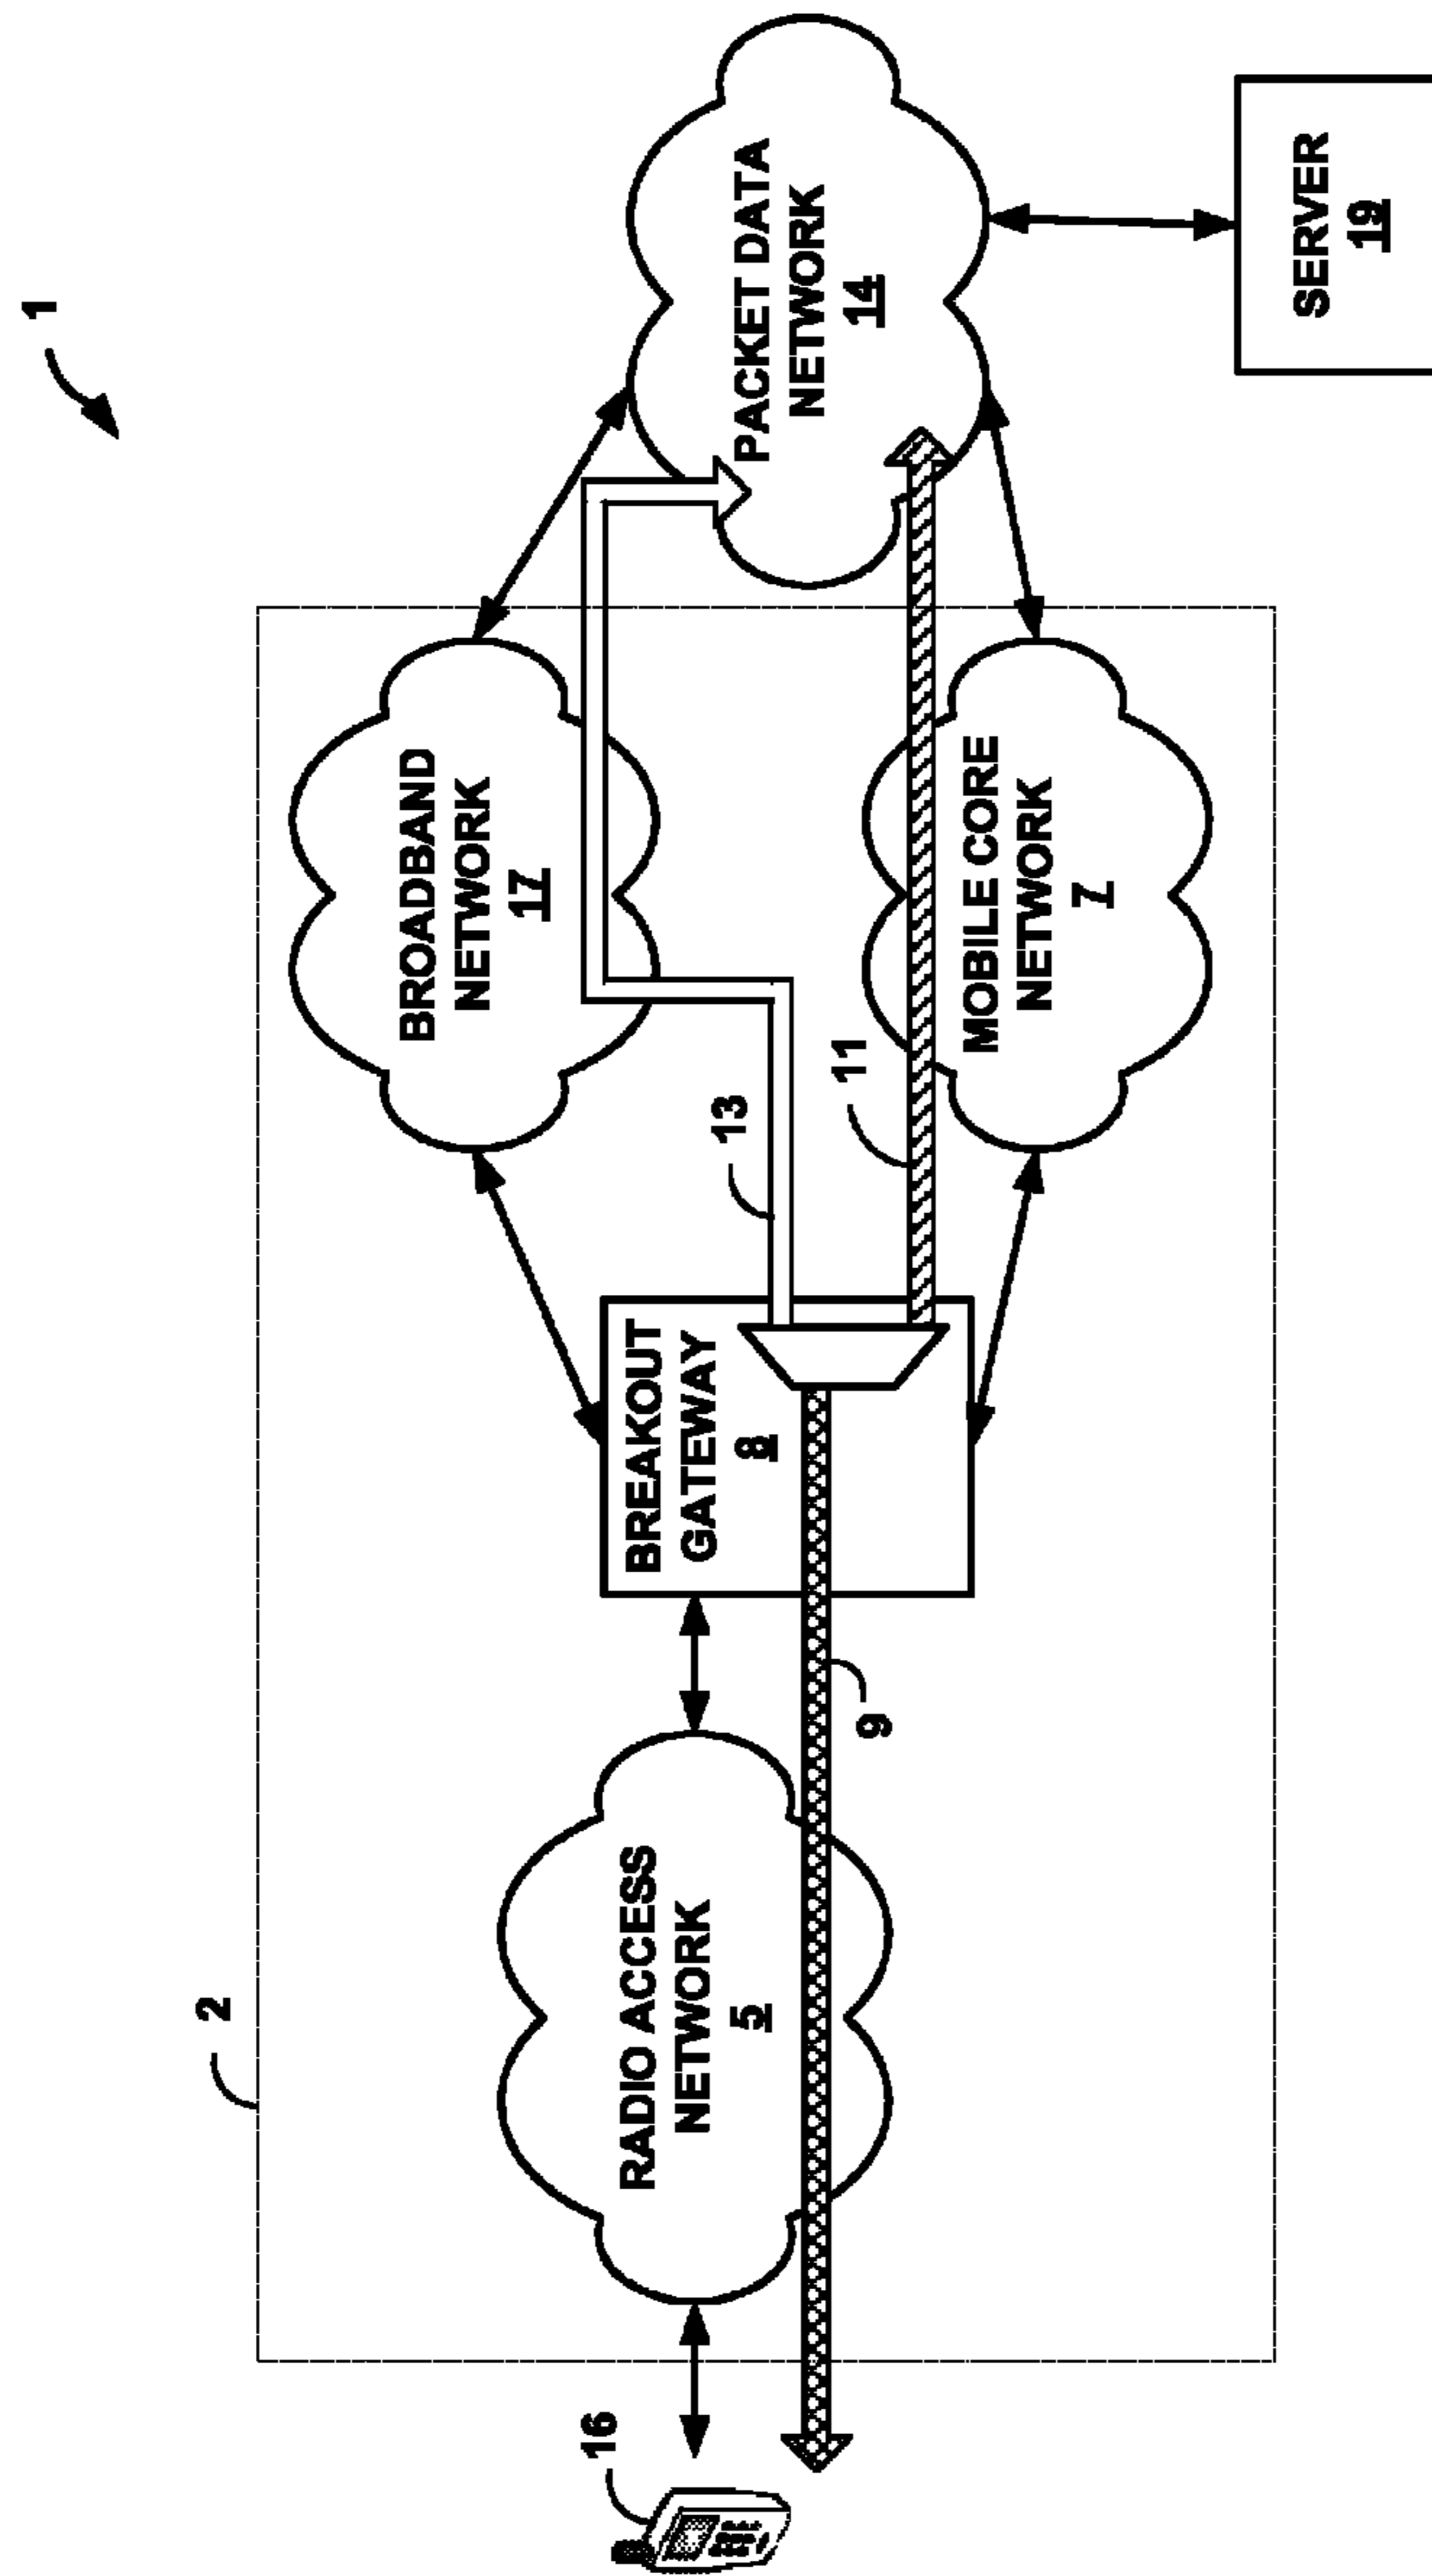 1
2
BROADBAND
NETWORK
17
16
RADIO ACCESS
NETWORK
5
BREAKOUT
GATEWAY
8
13
PACKET DATA
NETWORK
14
9
11
MOBILE CORE
NETWORK
7
SERVER
19